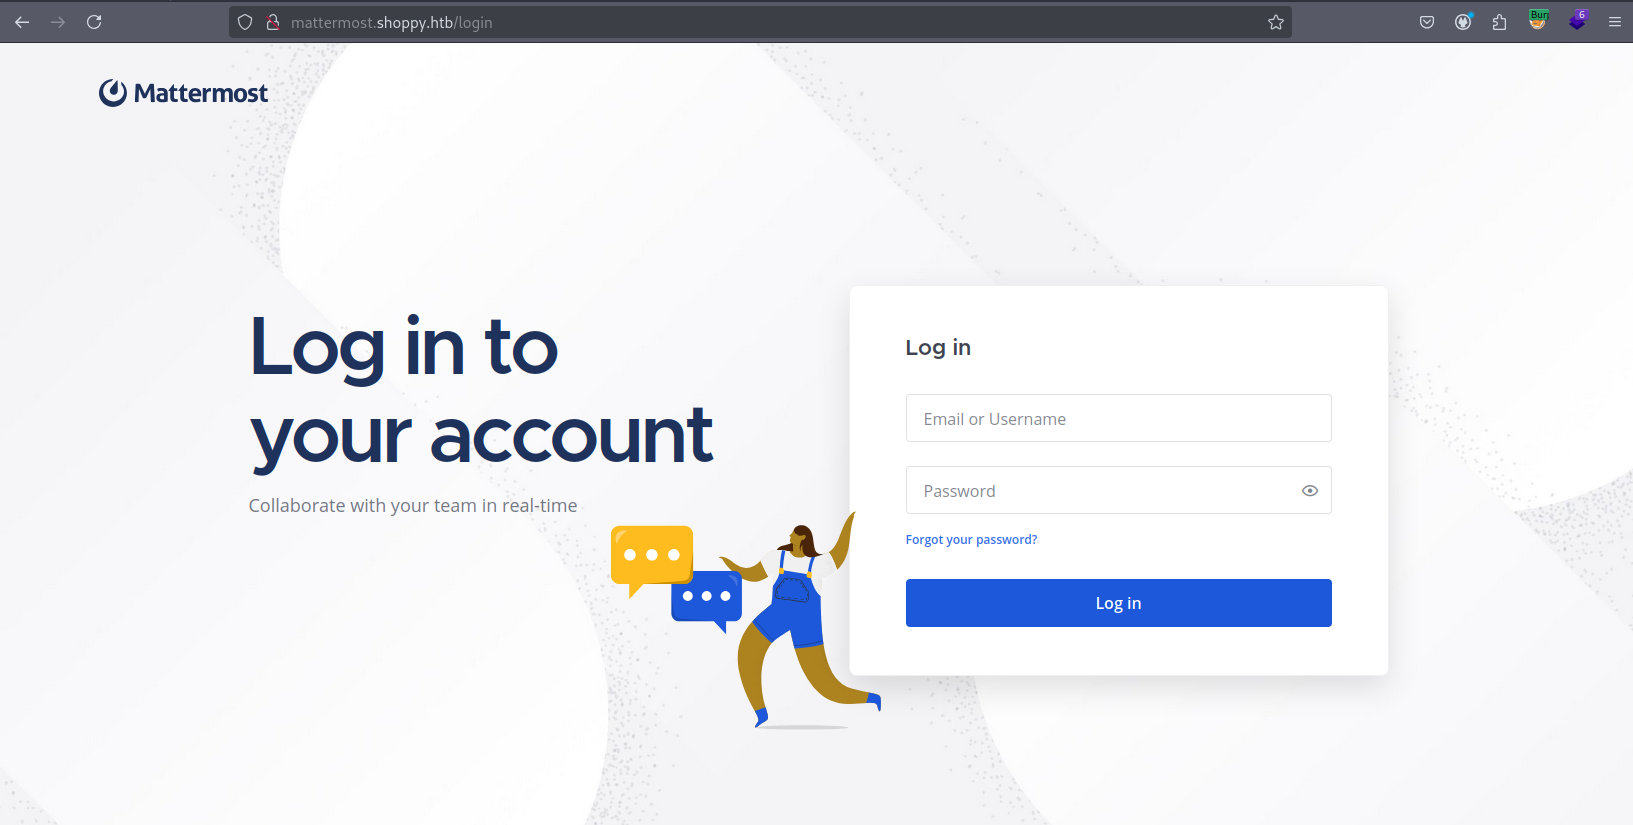 mattermost.shoppy.htb/login
Burp
6
Mattermost
Log in to
your account
Collaborate with your team in real-time
Log in
Email or Username
Password
Forgot your password?
Log in